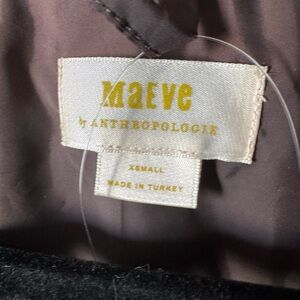 Maeve
by ANTHROPOLOGIE
XSMALL
MADE IN TURKEY